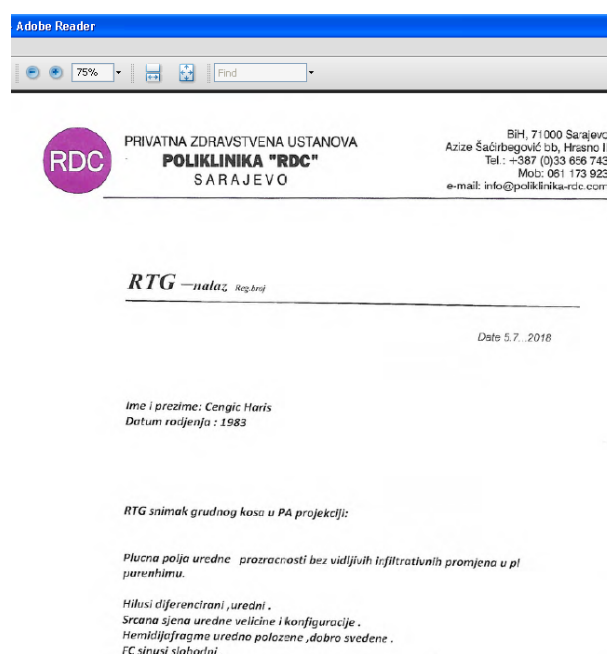 Adobe Reader
75%
Find
RDC
PRIVATNA ZDRAVSTVENA USTANOVA
POLIKLINIKA "RDC"
SARAJEVO
BiH, 71000 Sarajevo
Azize Šaćirbegović bb, Hrasno II
Tel.: +387 (0)33 656 743
Mob: 061 173 923
e-mail: info@poliklinika-rdc.com
RTG –nalaz Reg.broj
Date 5.7...2018
Ime i prezime: Cengic Haris
Datum rodjenja : 1983
RTG snimak grudnog kosa u PA projekciji:
Plucna polja uredne prozracnosti bez vidljivih infiltrativnih promjena u pl
parenhimu.
Hilusi diferencirani ,uredni .
Srcana sjena uredne velicine i konfiguracije .
Hemidijafragme uredno polozene ,dobro svedene .
FC sinusi slobodni